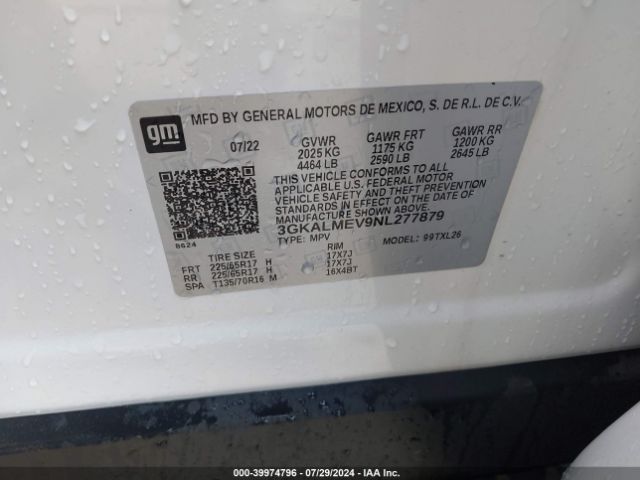 gm
MFD BY GENERAL MOTORS DE MEXICO, S. DE R.L. DE C.V.
07/22 GVWR GAWR FRT GAWR RR
2025 KG 1175 KG 1200 KG
4464 LB 2590 LB 2645 LB
THIS VEHICLE CONFORMS TO ALL
APPLICABLE U.S. FEDERAL MOTOR
VEHICLE SAFETY AND THEFT PREVENTION
STANDARDS IN EFFECT ON THE DATE OF
MANUFACTURE SHOWN ABOVE.
3GKALMEV9NL277879
TYPE: MPV MODEL: 99TXL26
8624
TIRE SIZE RIM
FRT 225/65R17 H 17X7J
RR 225/65R17 H 17X7J
SPA T135/70R16 M 16X4BT
000-39974796 - 07/29/2024 - IAA Inc.